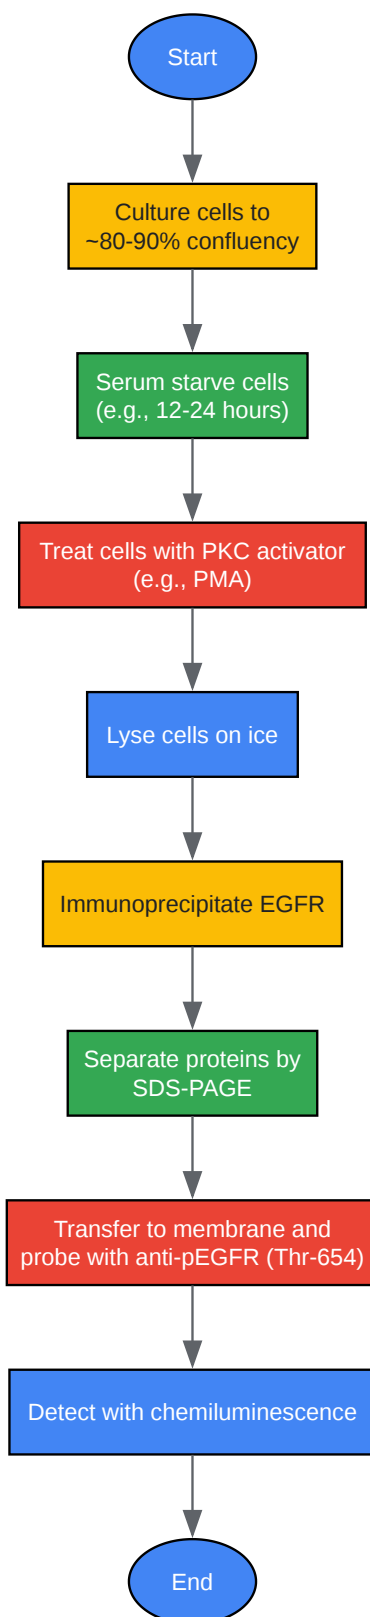 Start
Culture cells to
~80-90% confluency
Serum starve cells
(e.g., 12-24 hours)
Treat cells with PKC activator
(e.g., PMA)
Lyse cells on ice
Immunoprecipitate EGFR
Separate proteins by
SDS-PAGE
Transfer to membrane and
probe with anti-pEGFR (Thr-654)
Detect with chemiluminescence
End